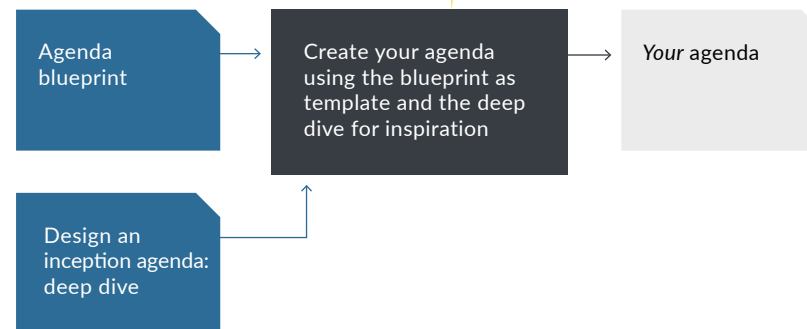 Agenda
blueprint
Create your agenda
using the blueprint as
template and the deep
dive for inspiration
Your agenda
Design an
inception agenda:
deep dive